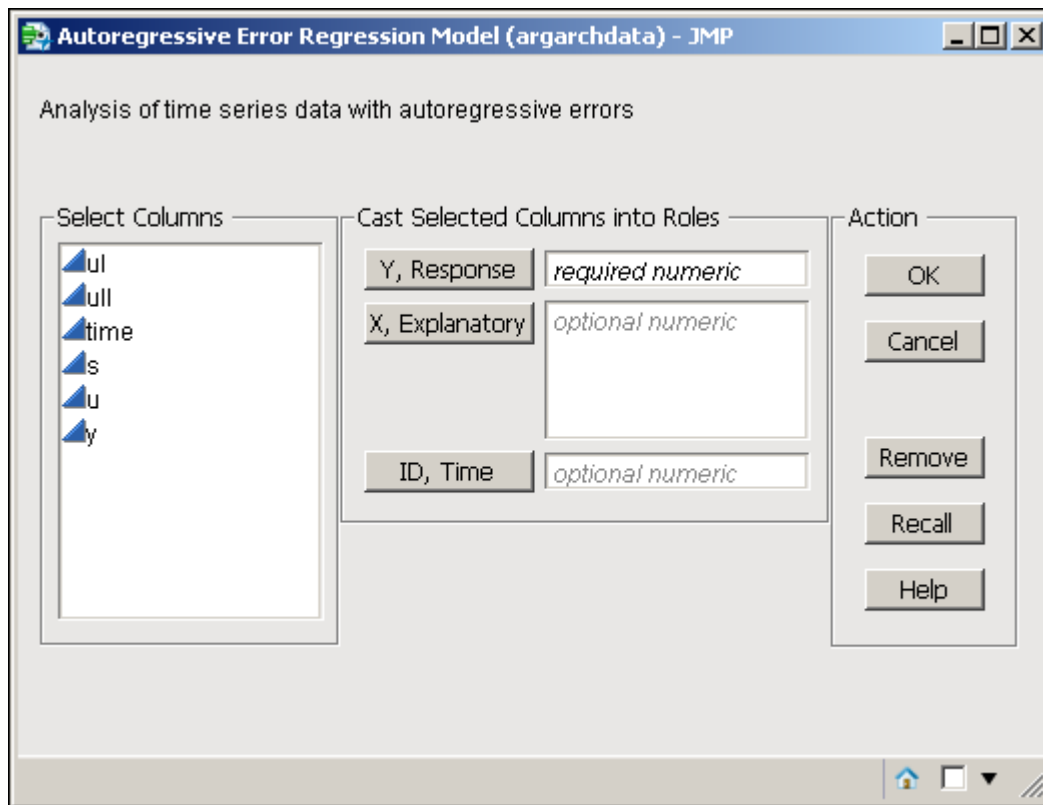 Autoregressive Error Regression Model (argarchdata) - JMP
Analysis of time series data with autoregressive errors
Select Columns
ul
ull
time
s
u
y
Cast Selected Columns into Roles
Y, Response
required numeric
X, Explanatory
optional numeric
ID, Time
optional numeric
Action
OK
Cancel
Remove
Recall
Help